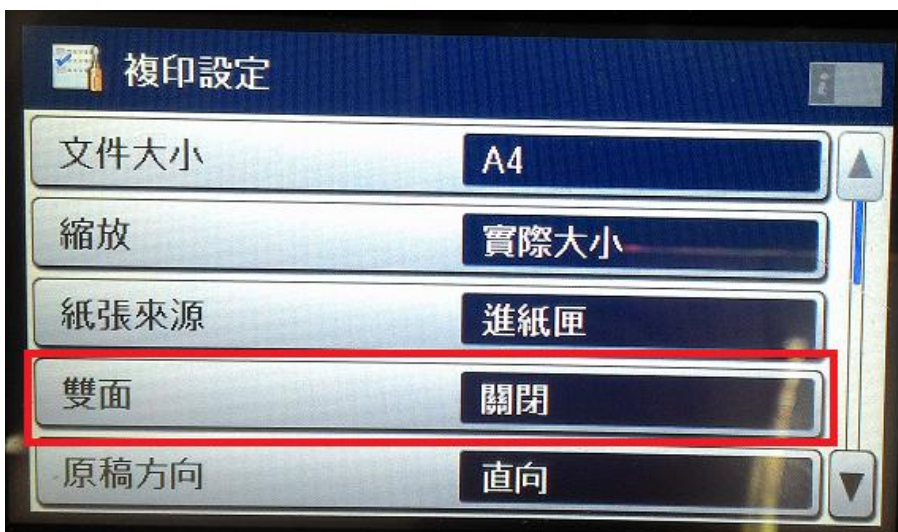 複印設定
文件大小 A4
縮放 實際大小
紙張來源 進紙匣
雙面 關閉
原稿方向 直向